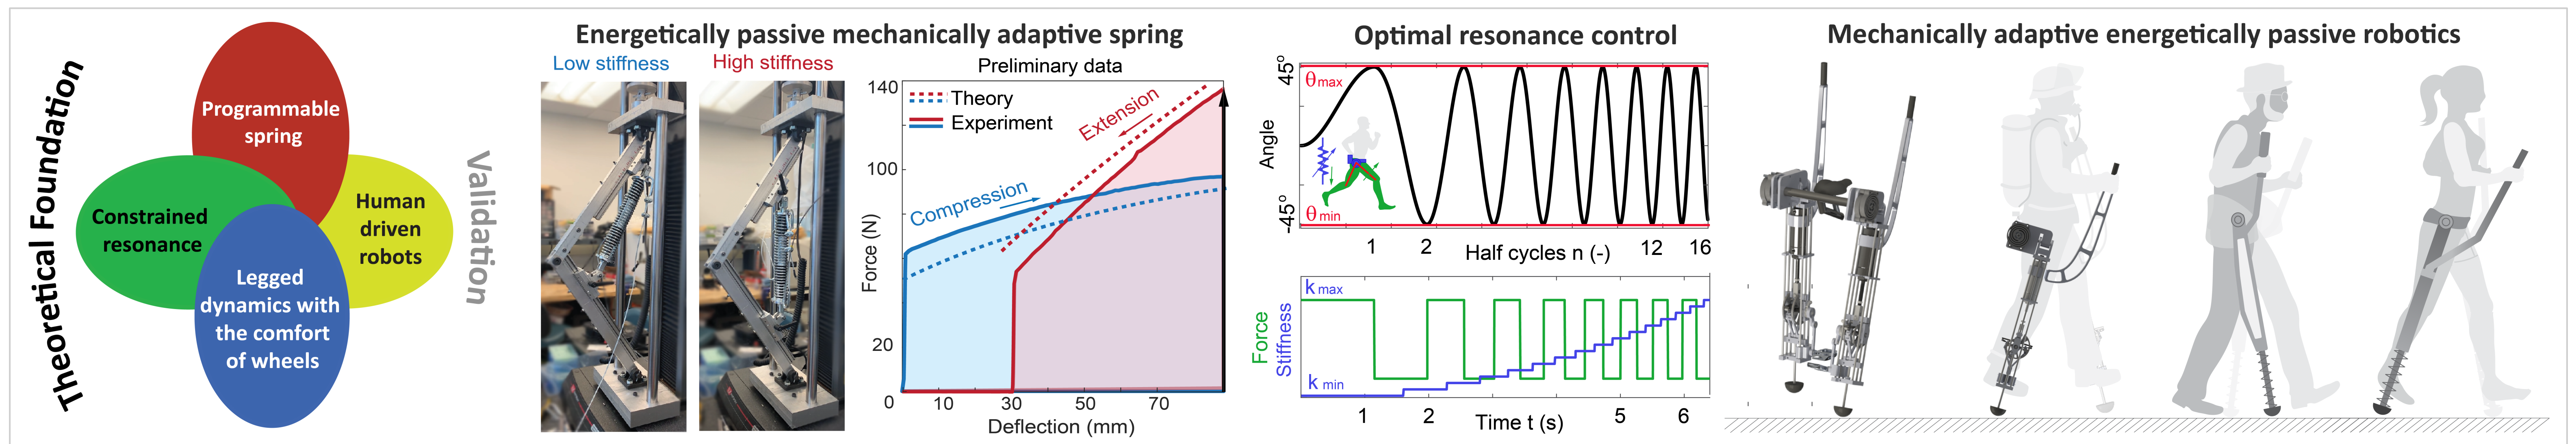 Theoretical Foundation
Programmable
spring
Constrained
resonance
Human
driven
robots
Legged
dynamics with
the comfort
of wheels
Validation
Energetically passive mechanically adaptive spring
Low stiffness
High stiffness
Preliminary data
140
100
20
0
Force (N)
Theory
Experiment
Extension
Compression
10
30
50
70
Deflection (mm)
Optimal resonance control
45°
-45°
Angle
θmax
θmin
1
2
Half cycles n (-)
12
16
Force
Stiffness
k max
k min
1
2
Time t (s)
5
6
Mechanically adaptive energetically passive robotics